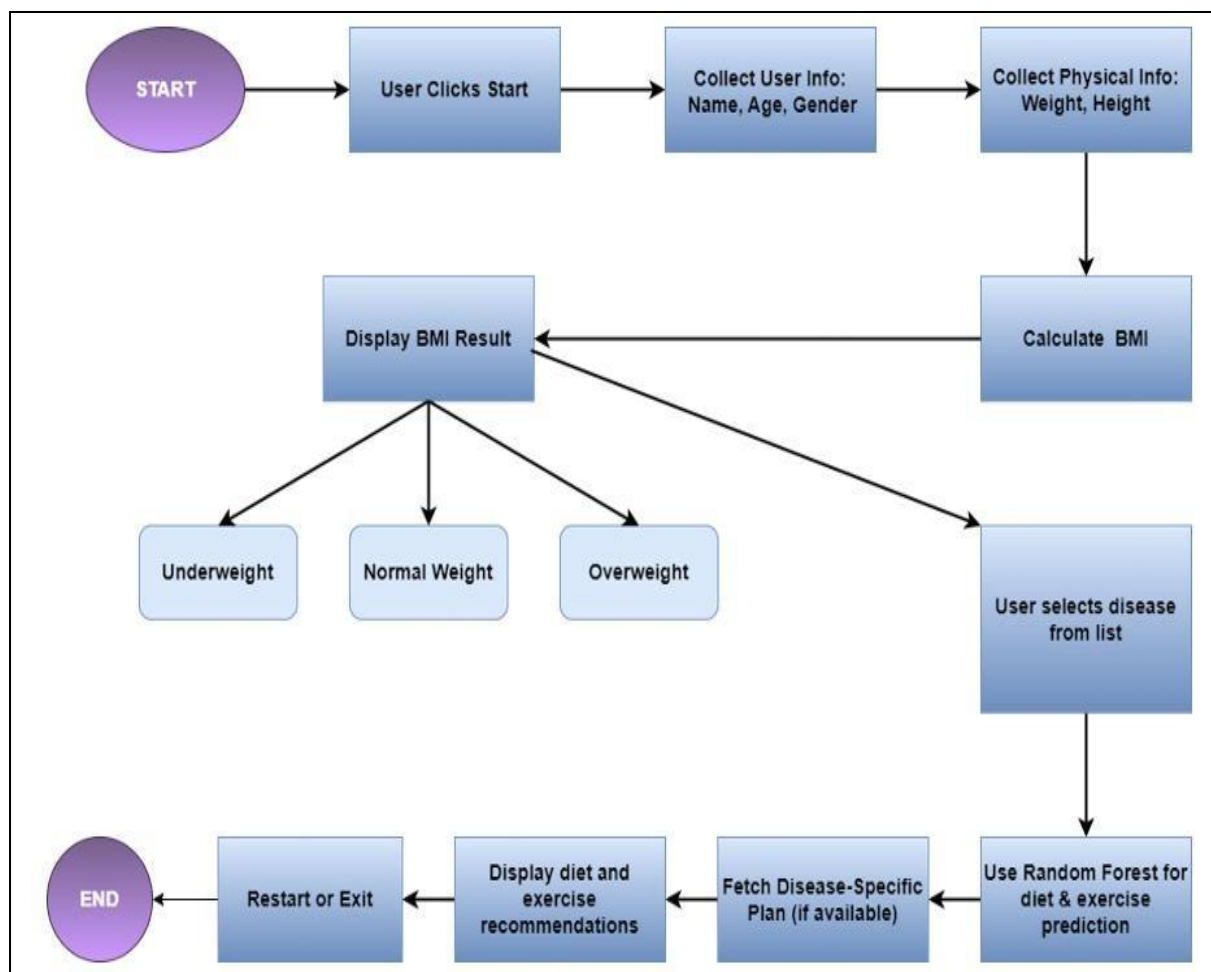 START
User Clicks Start
Collect User Info:
Name, Age, Gender
Collect Physical Info:
Weight, Height
Display BMI Result
Calculate BMI
Underweight
Normal Weight
Overweight
User selects disease
from list
END
Restart or Exit
Display diet and
exercise
recommendations
Fetch Disease-Specific
Plan (if available)
Use Random Forest for
diet & exercise
prediction